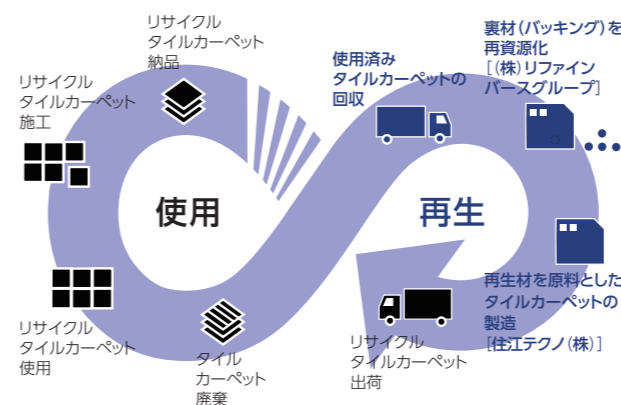 リサイクル
タイルカーペット
納品
リサイクル
タイルカーペット
施工
使用
リサイクル
タイルカーペット
使用
タイル
カーペット
廃棄
使用済み
タイルカーペットの
回収
裏材（バッキング）を
再資源化
［（株）リファイン
バースグループ］
再生
再生材を原料とした
タイルカーペットの
製造
［住江テクノ（株）］
リサイクル
タイルカーペット
出荷